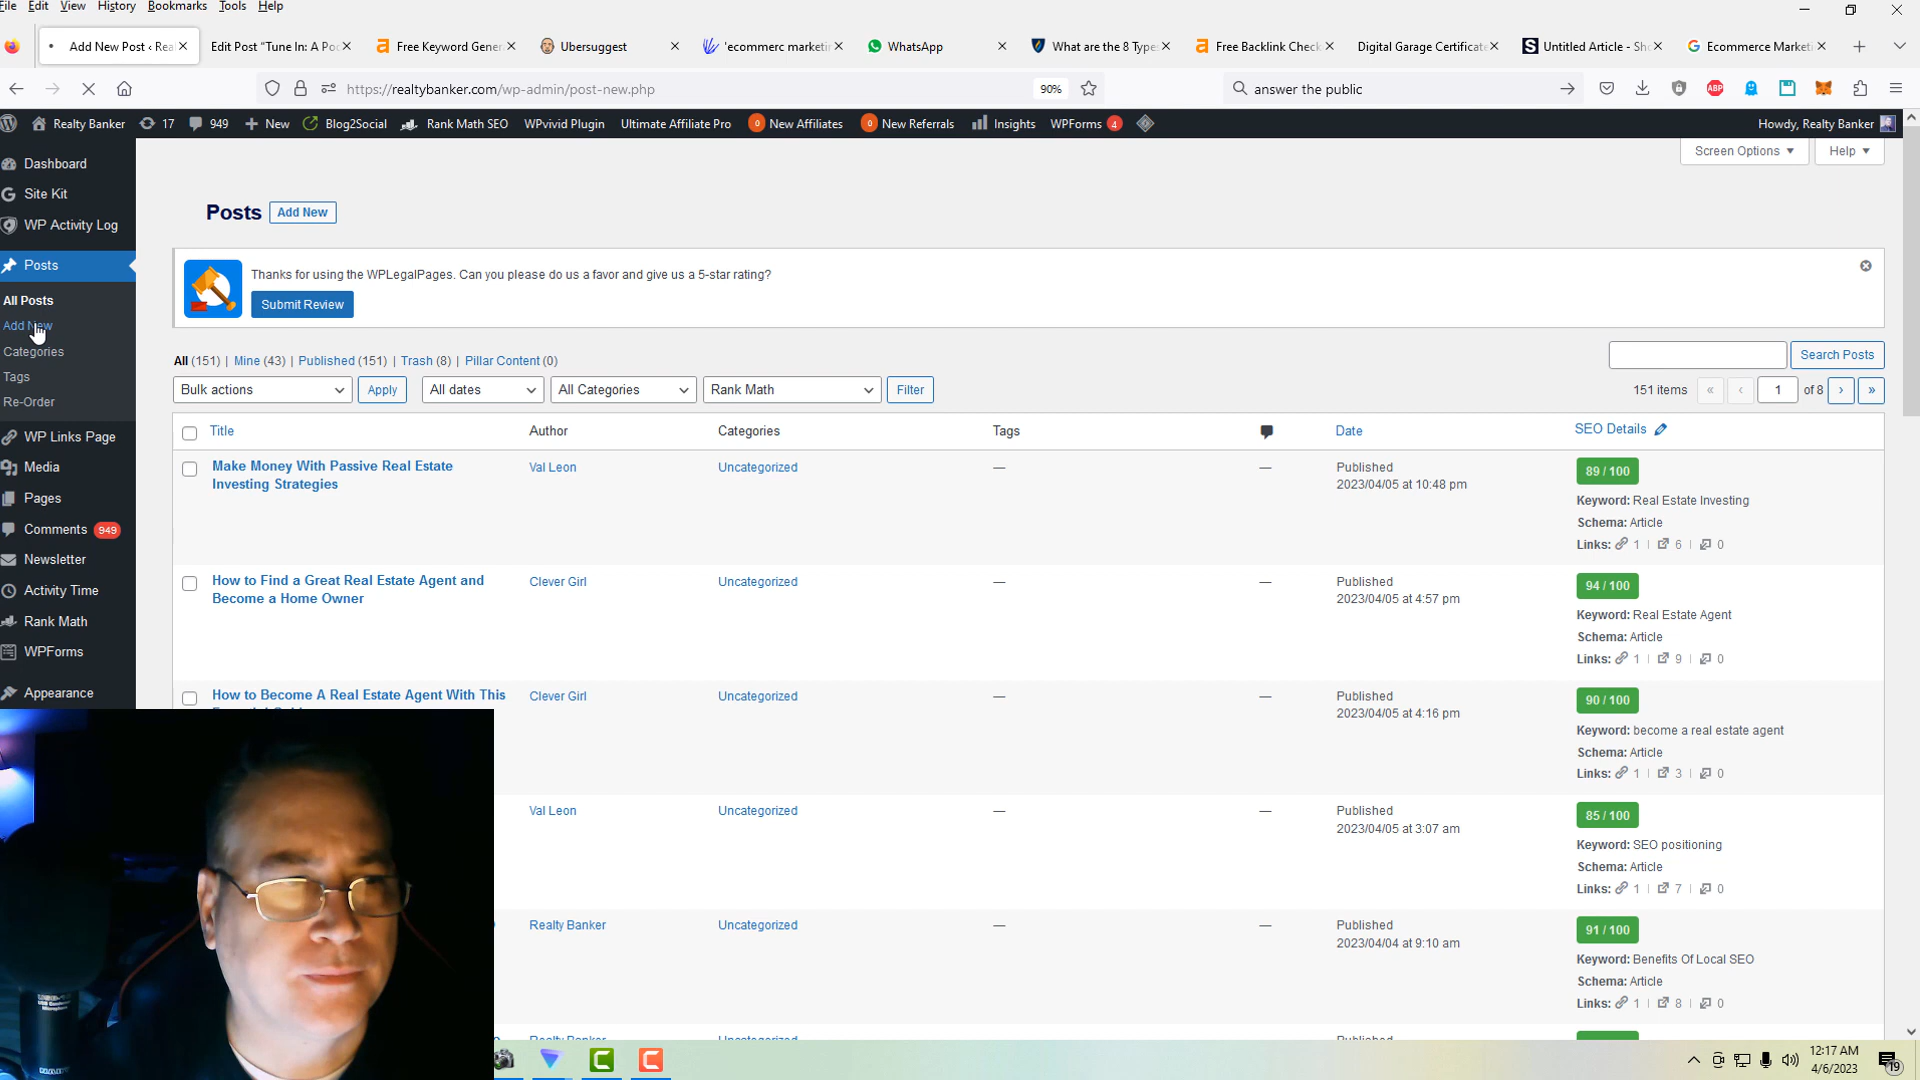 File Edit View History Bookmarks Tools Help
Add New Post ‹ Rea
Edit Post “Tune In: A Poc
Free Keyword Gener
Ubersuggest
'ecommerc marketin
WhatsApp
What are the 8 Types
Free Backlink Check
Digital Garage Certificate
Untitled Article - Sho
Ecommerce Marketi
https://realtybanker.com/wp-admin/post-new.php
90%
answer the public
ABP
Realty Banker 17 949 New Blog2Social Rank Math SEO WPvivid Plugin Ultimate Affiliate Pro 0 New Affiliates 0 New Referrals Insights WPForms 4
Howdy, Realty Banker
Screen Options
Help
Dashboard
Site Kit
WP Activity Log
Posts
All Posts
Add New
Categories
Tags
Re-Order
WP Links Page
Media
Pages
Comments 949
Newsletter
Activity Time
Rank Math
WPForms
Appearance
Posts Add New
Thanks for using the WPLegalPages. Can you please do us a favor and give us a 5-star rating?
Submit Review
All (151) | Mine (43) | Published (151) | Trash (8) | Pillar Content (0)
Search Posts
Bulk actions Apply All dates All Categories Rank Math Filter
151 items « ‹ 1 of 8 › »
Title Author Categories Tags Date SEO Details
Make Money With Passive Real Estate
Investing Strategies
Val Leon
Uncategorized
—
—
Published
2023/04/05 at 10:48 pm
89 / 100
Keyword: Real Estate Investing
Schema: Article
Links: 1 | 6 | 0
How to Find a Great Real Estate Agent and
Become a Home Owner
Clever Girl
Uncategorized
—
—
Published
2023/04/05 at 4:57 pm
94 / 100
Keyword: Real Estate Agent
Schema: Article
Links: 1 | 9 | 0
How to Become A Real Estate Agent With This
Clever Girl
Uncategorized
—
—
Published
2023/04/05 at 4:16 pm
90 / 100
Keyword: become a real estate agent
Schema: Article
Links: 1 | 3 | 0
Val Leon
Uncategorized
—
—
Published
2023/04/05 at 3:07 am
85 / 100
Keyword: SEO positioning
Schema: Article
Links: 1 | 7 | 0
Realty Banker
Uncategorized
—
—
Published
2023/04/04 at 9:10 am
91 / 100
Keyword: Benefits Of Local SEO
Schema: Article
Links: 1 | 8 | 0
12:17 AM
4/6/2023
19